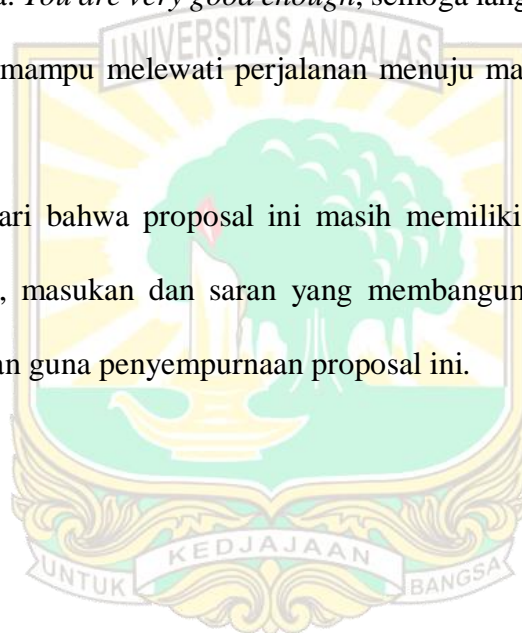 a. You are very good enough, semoga lang
UNIVERSITAS ANDALAS
mampu melewati perjalanan menuju ma
ari bahwa proposal ini masih memiliki
, masukan dan saran yang membangun
an guna penyempurnaan proposal ini.
KEDJAJAAN
UNTUK BANGSA